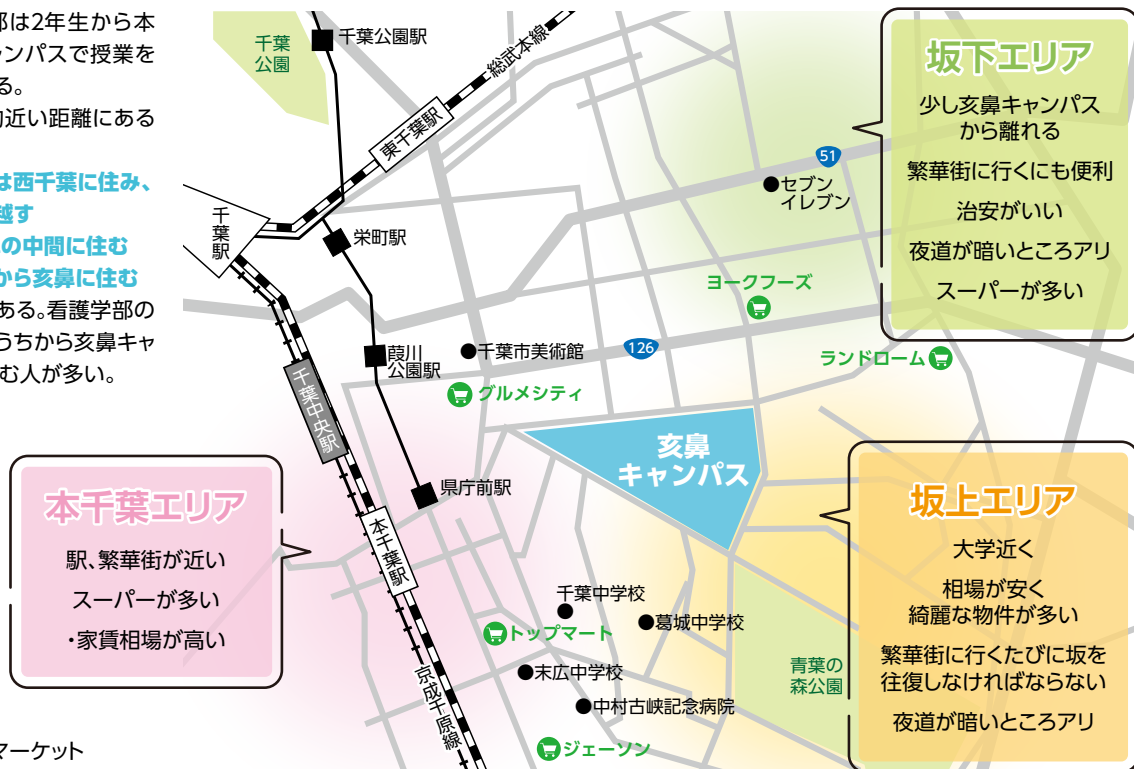 部は2年生から本
ャンパスで授業を
る。
的近い距離にある
は西千葉に住み、
越す
の中間に住む
から亥鼻に住む
ある。看護学部の
うちから亥鼻キャ
む人が多い。
千葉
公園
千葉公園駅
総武本線
東千葉駅
千葉駅
栄町駅
葭川
公園駅
千葉市美術館
126
51
セブン
イレブン
ヨークフーズ
ランドローム
グルメシティ
千葉中央駅
亥鼻
キャンパス
県庁前駅
本千葉駅
千葉中学校
葛城中学校
トップマート
末広中学校
中村古峡記念病院
ジェーソン
京成千原線
青葉の
森公園
坂下エリア
少し亥鼻キャンパス
から離れる
繁華街に行くにも便利
治安がいい
夜道が暗いところアリ
スーパーが多い
本千葉エリア
駅、繁華街が近い
スーパーが多い
・家賃相場が高い
坂上エリア
大学近く
相場が安く
綺麗な物件が多い
繁華街に行くたびに坂を
往復しなければならない
夜道が暗いところアリ
マーケット